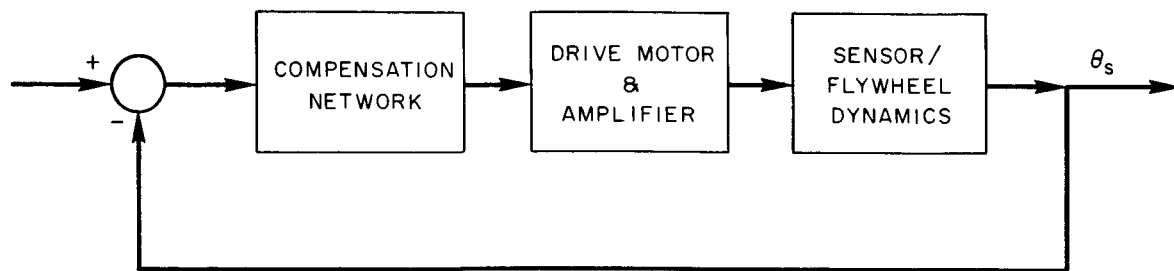 +
-
COMPENSATION
NETWORK
DRIVE MOTOR
&
AMPLIFIER
SENSOR/
FLYWHEEL
DYNAMICS
θs